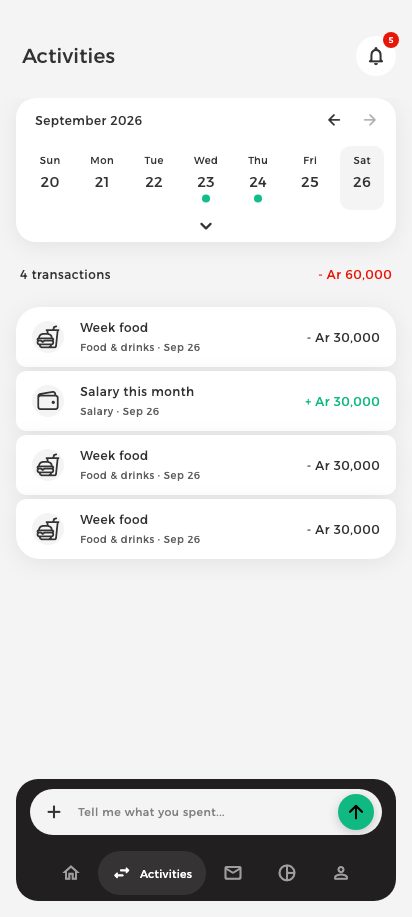 Activities
5
September 2026
Sun Mon Tue Wed Thu Fri Sat
20 21 22 23 24 25 26
4 transactions - Ar 60,000
Week food
Food & drinks · Sep 26
- Ar 30,000
Salary this month
Salary · Sep 26
+ Ar 30,000
Week food
Food & drinks · Sep 26
- Ar 30,000
Week food
Food & drinks · Sep 26
- Ar 30,000
Tell me what you spent...
Activities